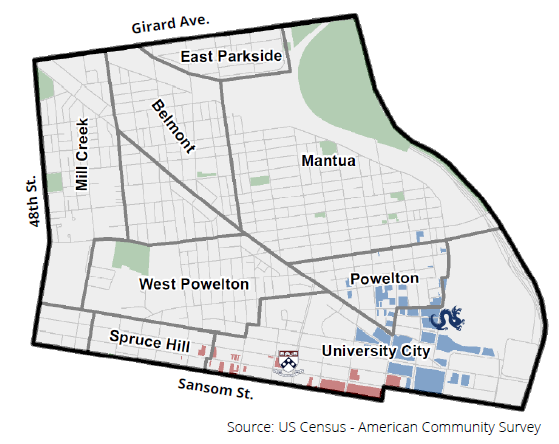 Girard Ave.
East Parkside
Belmont
Mill Creek
Mantua
48th St.
West Powelton
Powelton
Spruce Hill
University City
Sansom St.
Source: US Census - American Community Survey